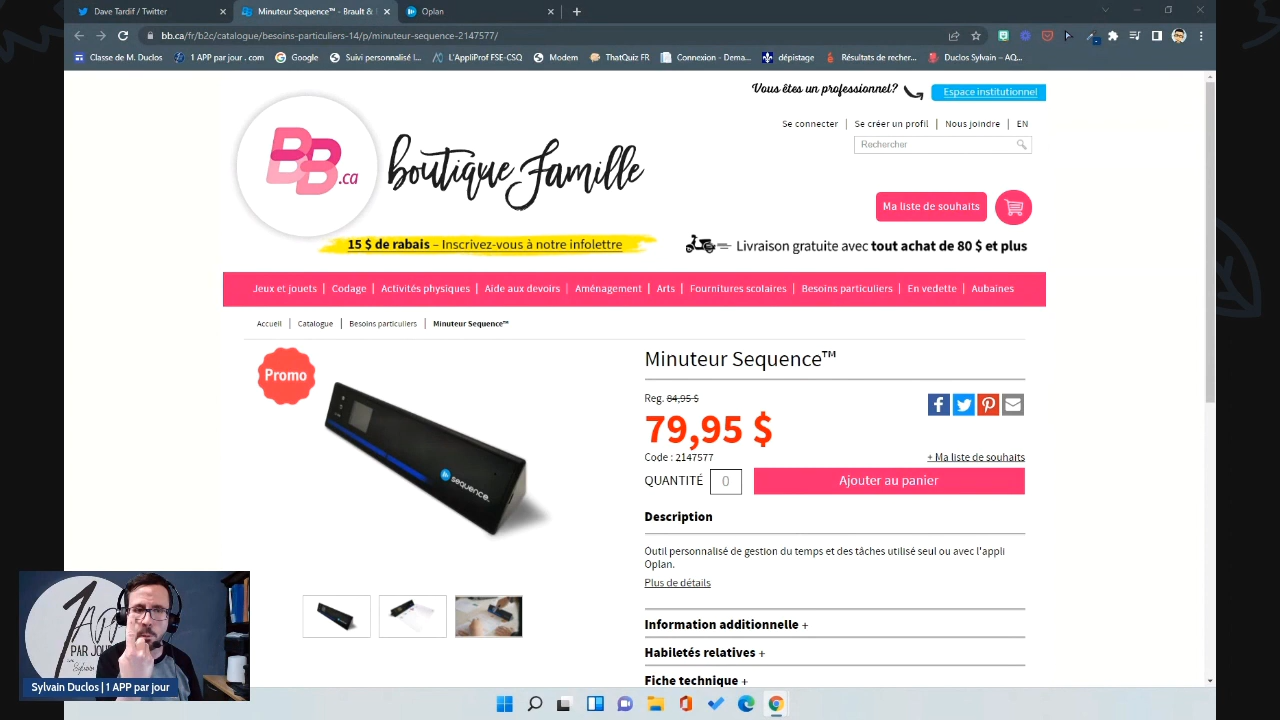 Dave Tardif / Twitter
Minuteur Sequence™ - Brault &
Oplan
bb.ca/fr/b2c/catalogue/besoins-particuliers-14/p/minuteur-sequence-2147577/
Classe de M. Duclos
1 APP par jour . com
Google
Suivi personnalisé l...
L'AppliProf FSE-CSQ
Modem
ThatQuiz FR
Connexion - Dema...
dépistage
Résultats de recher...
Duclos Sylvain – AQ...
Vous êtes un professionnel?
Espace institutionnel
Se connecter | Se créer un profil | Nous joindre | EN
Rechercher
BB.ca
boutique Famille
Ma liste de souhaits
15 $ de rabais – Inscrivez-vous à notre infolettre
Livraison gratuite avec tout achat de 80 $ et plus
Jeux et jouets | Codage | Activités physiques | Aide aux devoirs | Aménagement | Arts | Fournitures scolaires | Besoins particuliers | En vedette | Aubaines
Accueil | Catalogue | Besoins particuliers | Minuteur Sequence™
Promo
sequence.
Minuteur Sequence™
Reg. 84,95 $
79,95 $
Code : 2147577
+ Ma liste de souhaits
QUANTITÉ 0
Ajouter au panier
Description
Outil personnalisé de gestion du temps et des tâches utilisé seul ou avec l'appli
Oplan.
Plus de détails
Information additionnelle +
Habiletés relatives +
Fiche technique +
1 APP
PAR JOUR
Sylvain Duclos | 1 APP par jour